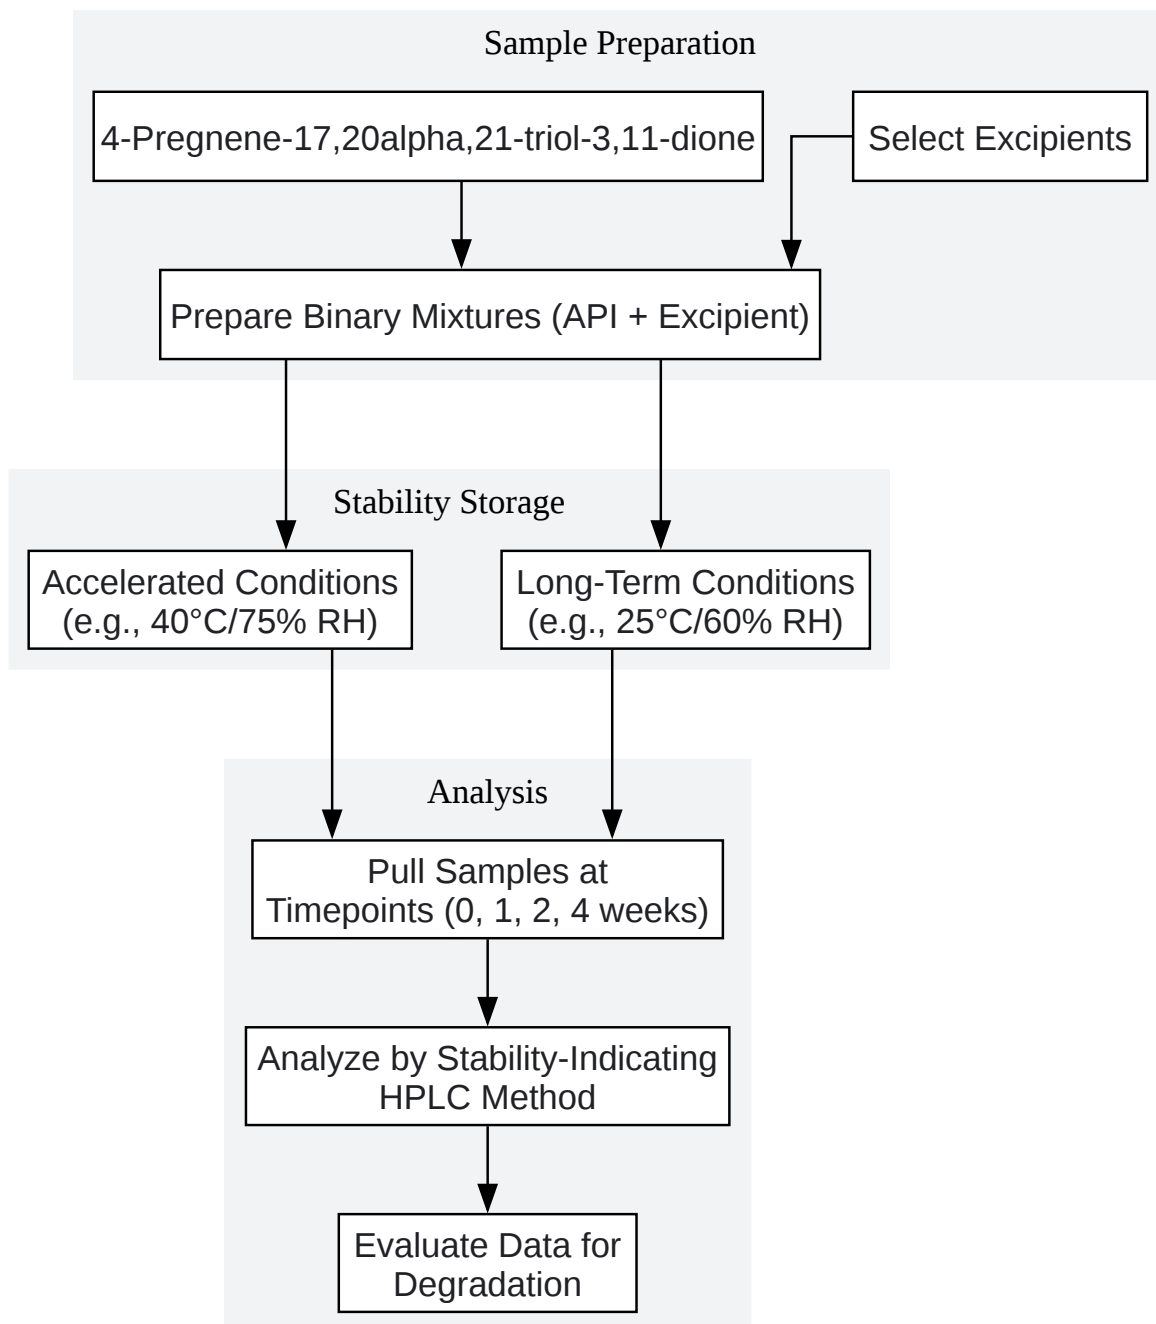 Sample Preparation
4-Pregnene-17,20alpha,21-triol-3,11-dione
Select Excipients
Prepare Binary Mixtures (API + Excipient)
Stability Storage
Accelerated Conditions
(e.g., 40°C/75% RH)
Long-Term Conditions
(e.g., 25°C/60% RH)
Analysis
Pull Samples at
Timepoints (0, 1, 2, 4 weeks)
Analyze by Stability-Indicating
HPLC Method
Evaluate Data for
Degradation